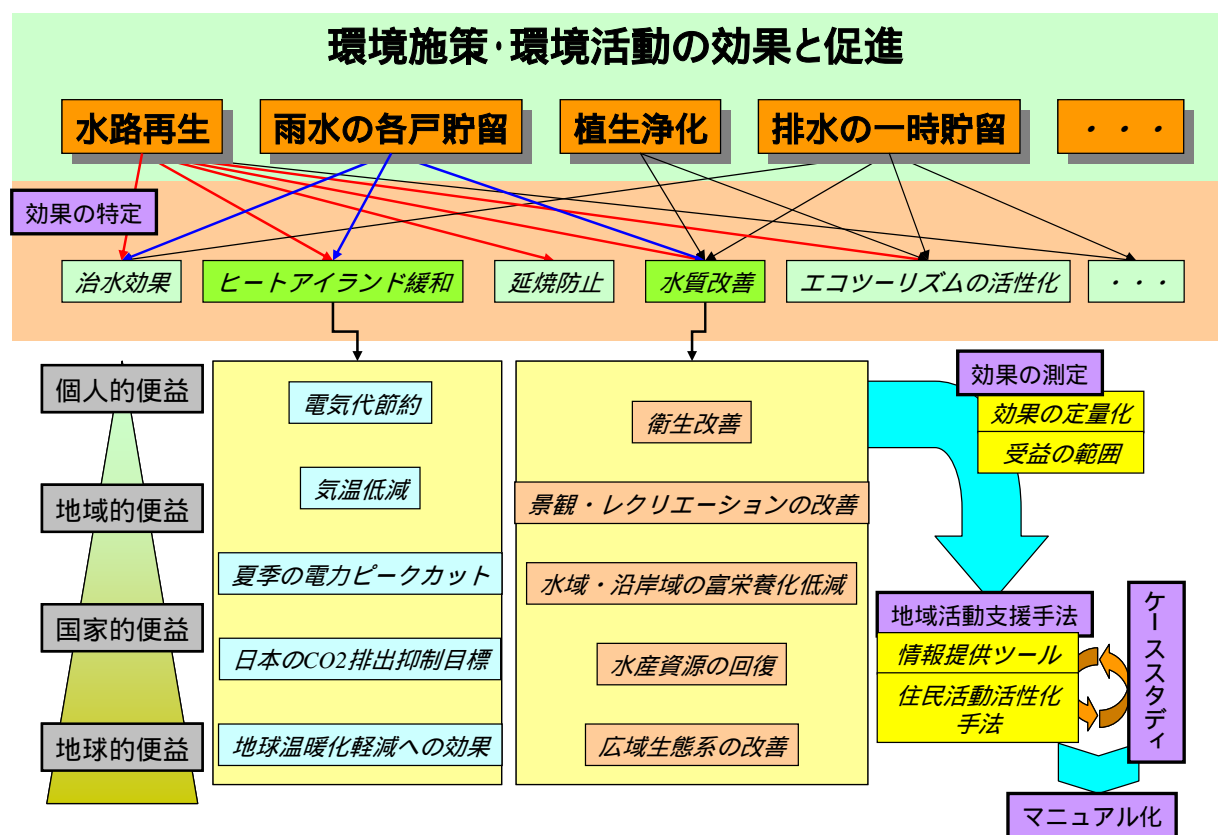 環境施策・環境活動の効果と促進
水路再生
雨水の各戸貯留
植生浄化
排水の一時貯留
・・・
効果の特定
治水効果
ヒートアイランド緩和
延焼防止
水質改善
エコツーリズムの活性化
・・・
個人的便益
地域的便益
国家的便益
地球的便益
電気代節約
気温低減
夏季の電力ピークカット
日本のCO2排出抑制目標
地球温暖化軽減への効果
衛生改善
景観・レクリエーションの改善
水域・沿岸域の富栄養化低減
水産資源の回復
広域生態系の改善
効果の測定
効果の定量化
受益の範囲
地域活動支援手法
情報提供ツール
住民活動活性化
手法
ケーススタディ
マニュアル化